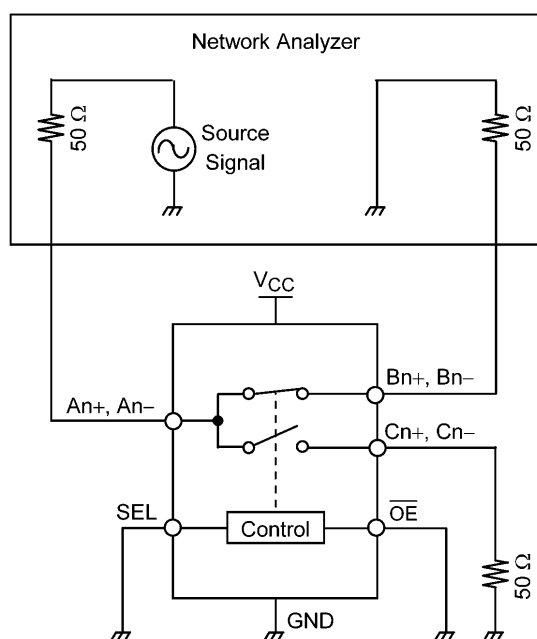 Network Analyzer
50 Ω
Source
Signal
50 Ω
VCC
An+, An−
Bn+, Bn−
Cn+, Cn−
SEL
Control
OE
50 Ω
GND